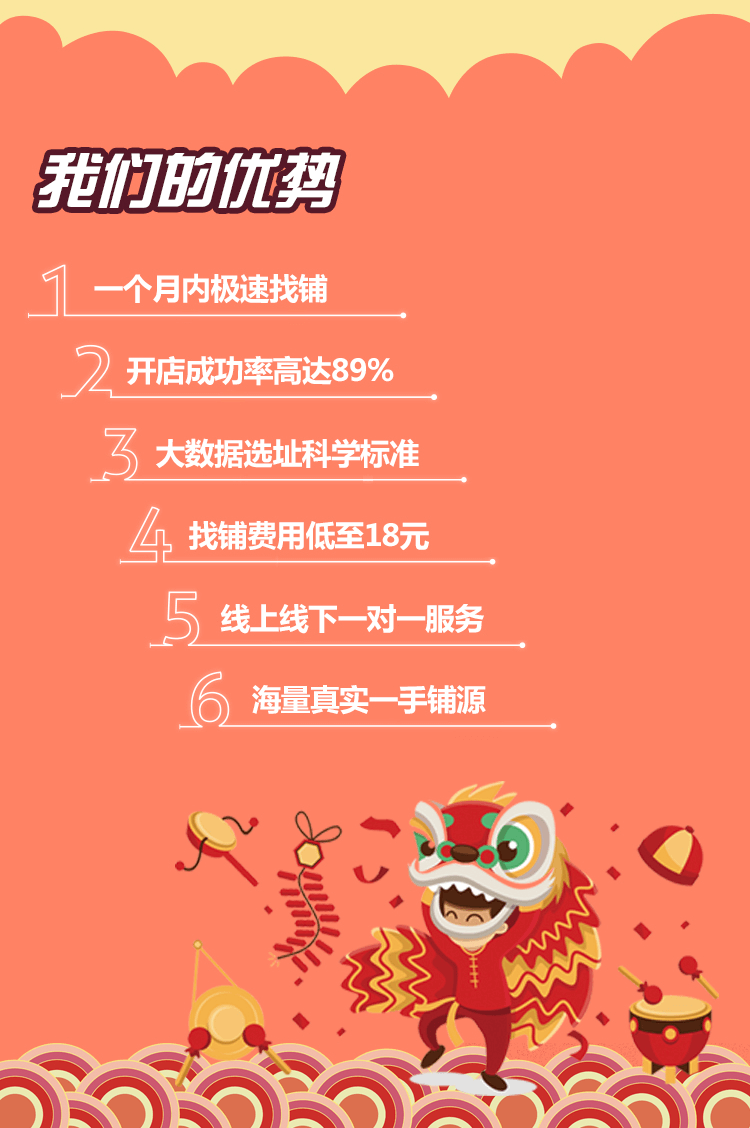 我们的优势
1 一个月内极速找铺
2 开店成功率高达89%
3 大数据选址科学标准
4 找铺费用低至18元
5 线上线下一对一服务
6 海量真实一手铺源